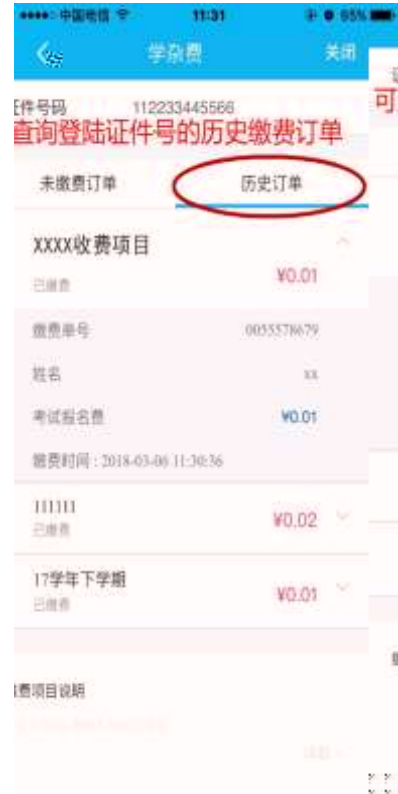 中国电信 11:31 65%
学杂费 关闭
证件号码 112233445566
可
查询登陆证件号的历史缴费订单
未缴费订单 历史订单
XXXX收费项目
已缴费 ¥0.01
缴费单号 0055578679
姓名 xx
考试报名费 ¥0.01
缴费时间 : 2018-03-06 11:30:36
111111
已缴费 ¥0.02
17学年下学期
已缴费 ¥0.01
费项目说明